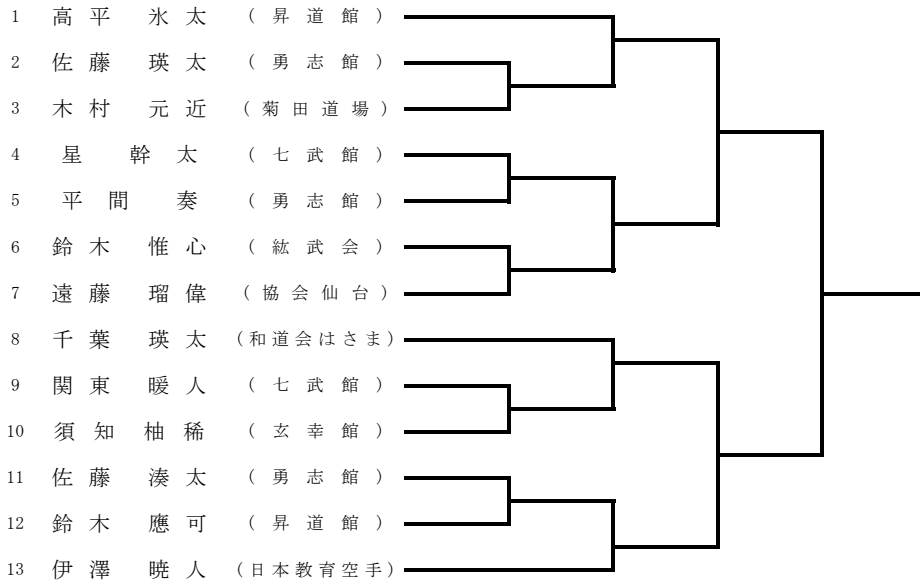 1 高平 氷太 (昇道館)
2 佐藤 瑛太 (勇志館)
3 木村 元近 (菊田道場)
4 星 幹太 (七武館)
5 平間 奏 (勇志館)
6 鈴木 惟心 (紘武会)
7 遠藤 瑠偉 (協会仙台)
8 千葉 瑛太 (和道会はさま)
9 関東 暖人 (七武館)
10 須知 柚稀 (玄幸館)
11 佐藤 湊太 (勇志館)
12 鈴木 應可 (昇道館)
13 伊澤 暁人 (日本教育空手)